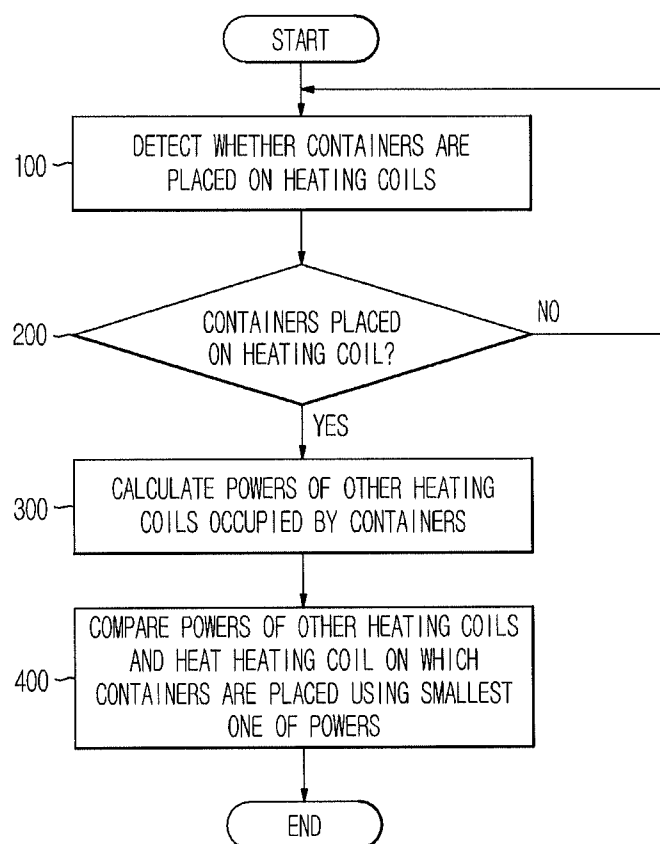 START
100
DETECT WHETHER CONTAINERS ARE
PLACED ON HEATING COILS
200
CONTAINERS PLACED
ON HEATING COIL?
NO
YES
300
CALCULATE POWERS OF OTHER HEATING
COILS OCCUPIED BY CONTAINERS
400
COMPARE POWERS OF OTHER HEATING COILS
AND HEAT HEATING COIL ON WHICH
CONTAINERS ARE PLACED USING SMALLEST
ONE OF POWERS
END